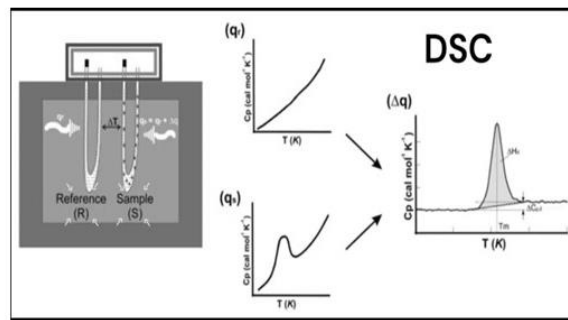 DSC
ΔT
Reference
(R)
Sample
(S)
(qᵣ)
Cp (cal mol⁻¹ K⁻¹)
T (K)
(qₛ)
Cp (cal mol⁻¹ K⁻¹)
T (K)
(Δq)
Cp (cal mol⁻¹ K⁻¹)
Tm
T (K)